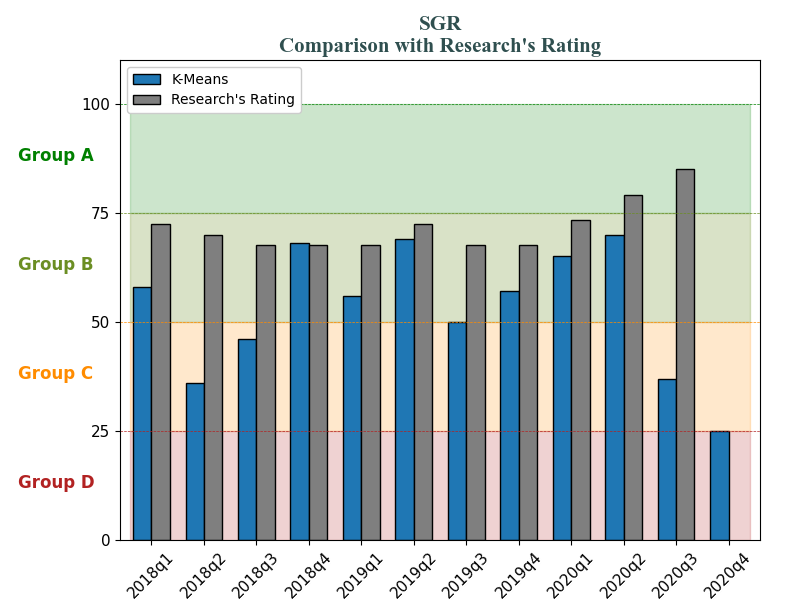 SGR
Comparison with Research's Rating
K-Means
Research's Rating
100
Group A
75
Group B
50
Group C
25
Group D
0
2018q1
2018q2
2018q3
2018q4
2019q1
2019q2
2019q3
2019q4
2020q1
2020q2
2020q3
2020q4